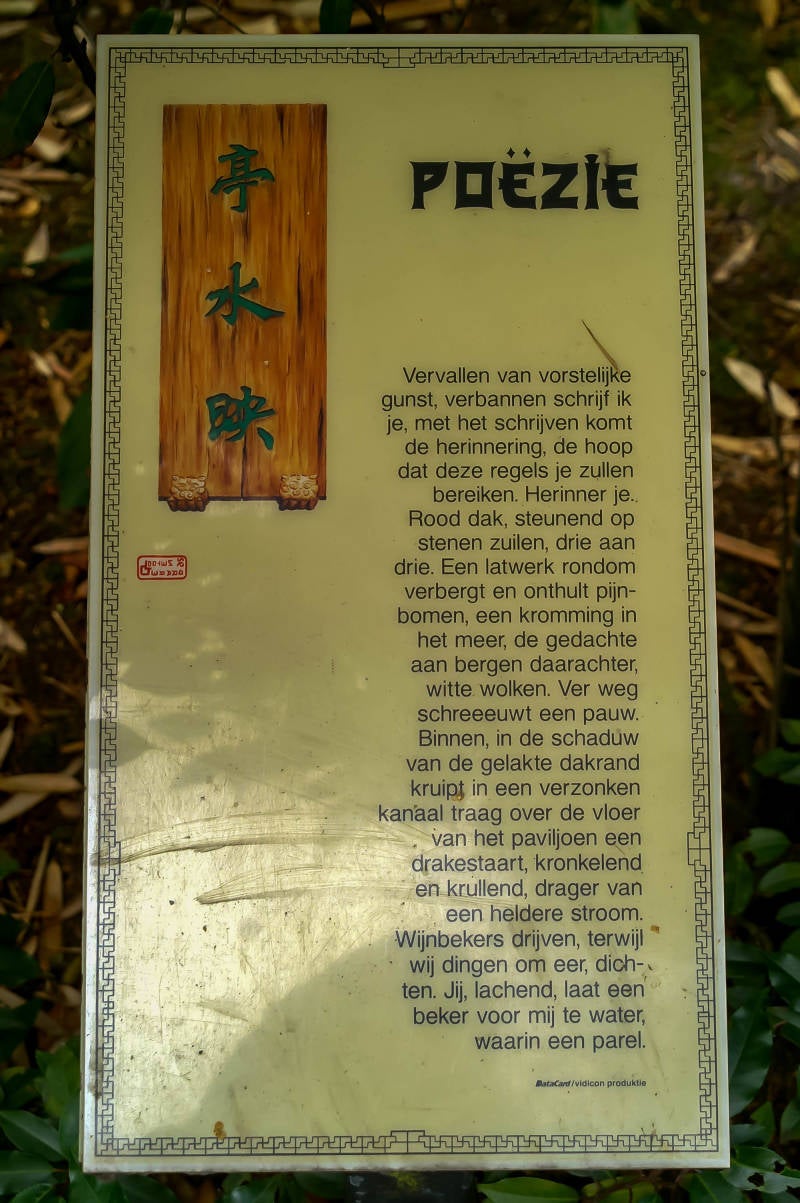 亭
水
映
POËZIE
Vervallen van vorstelijke
gunst, verbannen schrijf ik
je, met het schrijven komt
de herinnering, de hoop
dat deze regels je zullen
bereiken. Herinner je.
Rood dak, steunend op
stenen zuilen, drie aan
drie. Een latwerk rondom
verbergt en onthult pijn-
bomen, een kromming in
het meer, de gedachte
aan bergen daarachter,
witte wolken. Ver weg
schreeeuwt een pauw.
Binnen, in de schaduw
van de gelakte dakrand
kruipt in een verzonken
kanaal traag over de vloer
van het paviljoen een
drakestaart, kronkelend
en krullend, drager van
een heldere stroom.
Wijnbekers drijven, terwijl
wij dingen om eer, dich-
ten. Jij, lachend, laat een
beker voor mij te water,
waarin een parel.
DataCard/vidicon produktie